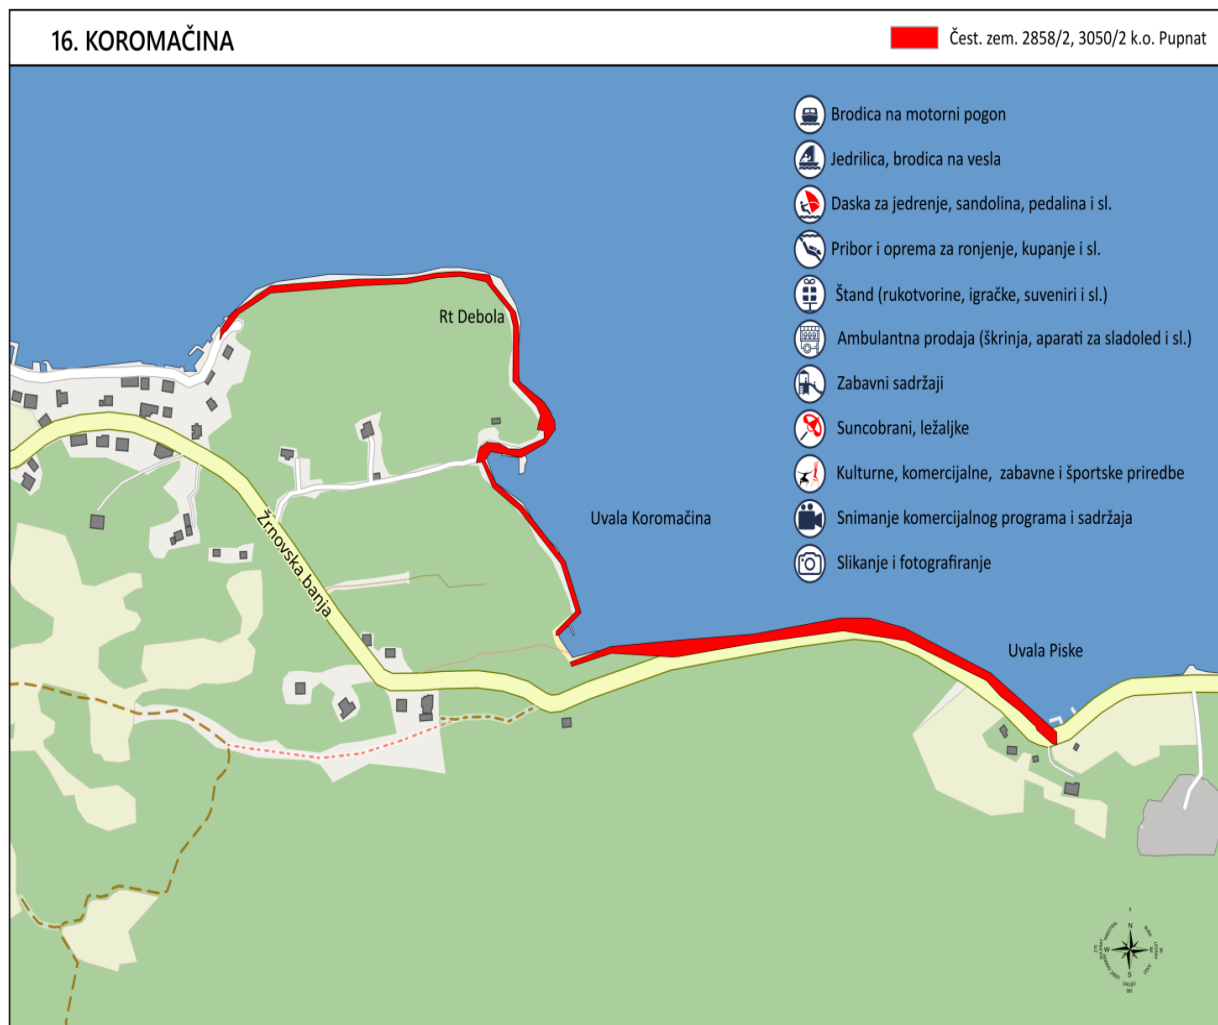 16. KOROMAČINA
Čest. zem. 2858/2, 3050/2 k.o. Pupnat
Brodica na motorni pogon
Jedrilica, brodica na vesla
Daska za jedrenje, sandolina, pedalina i sl.
Pribor i oprema za ronjenje, kupanje i sl.
Štand (rukotvorine, igračke, suveniri i sl.)
Ambulantna prodaja (škrinja, aparati za sladoled i sl.)
Zabavni sadržaji
Suncobrani, ležaljke
Kulturne, komercijalne,  zabavne i športske priredbe
Snimanje komercijalnog programa i sadržaja
Slikanje i fotografiranje
Rt Debola
Uvala Koromačina
Žrnovska banja
Uvala Piske
N
S